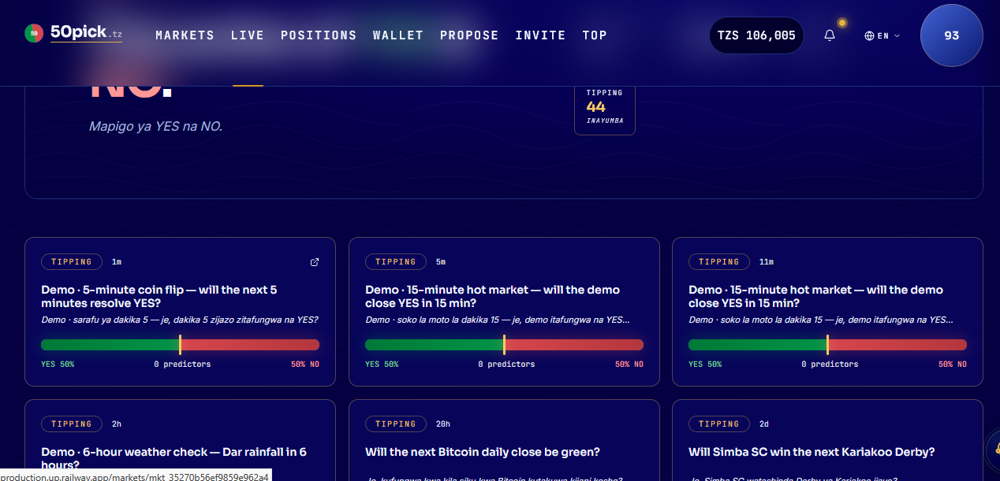 50
50pick.tz
MARKETS LIVE POSITIONS WALLET PROPOSE INVITE TOP
TZS 106,005
EN
93
NO.
Mapigo ya YES na NO.
TIPPING
44
INAYUMBA
TIPPING 1m
Demo · 5-minute coin flip — will the next 5
minutes resolve YES?
Demo · sarafu ya dakika 5 — je, dakika 5 zijazo zitafungwa na YES?
YES 50% 0 predictors 50% NO
TIPPING 5m
Demo · 15-minute hot market — will the demo
close YES in 15 min?
Demo · soko la moto la dakika 15 — je, demo itafungwa na YES...
YES 50% 0 predictors 50% NO
TIPPING 11m
Demo · 15-minute hot market — will the demo
close YES in 15 min?
Demo · soko la moto la dakika 15 — je, demo itafungwa na YES...
YES 50% 0 predictors 50% NO
TIPPING 2h
Demo · 6-hour weather check — Dar rainfall in 6
hours?
TIPPING 20h
Will the next Bitcoin daily close be green?
Je, kufungwa kwa kila siku kwa Bitcoin kutakuwa kijani kesho?
TIPPING 2d
Will Simba SC win the next Kariakoo Derby?
Je, Simba SC watashinda Derby ya Kariakoo ijayo?
production.up.railway.app/markets/mkt_35270b56ef9859e962a4